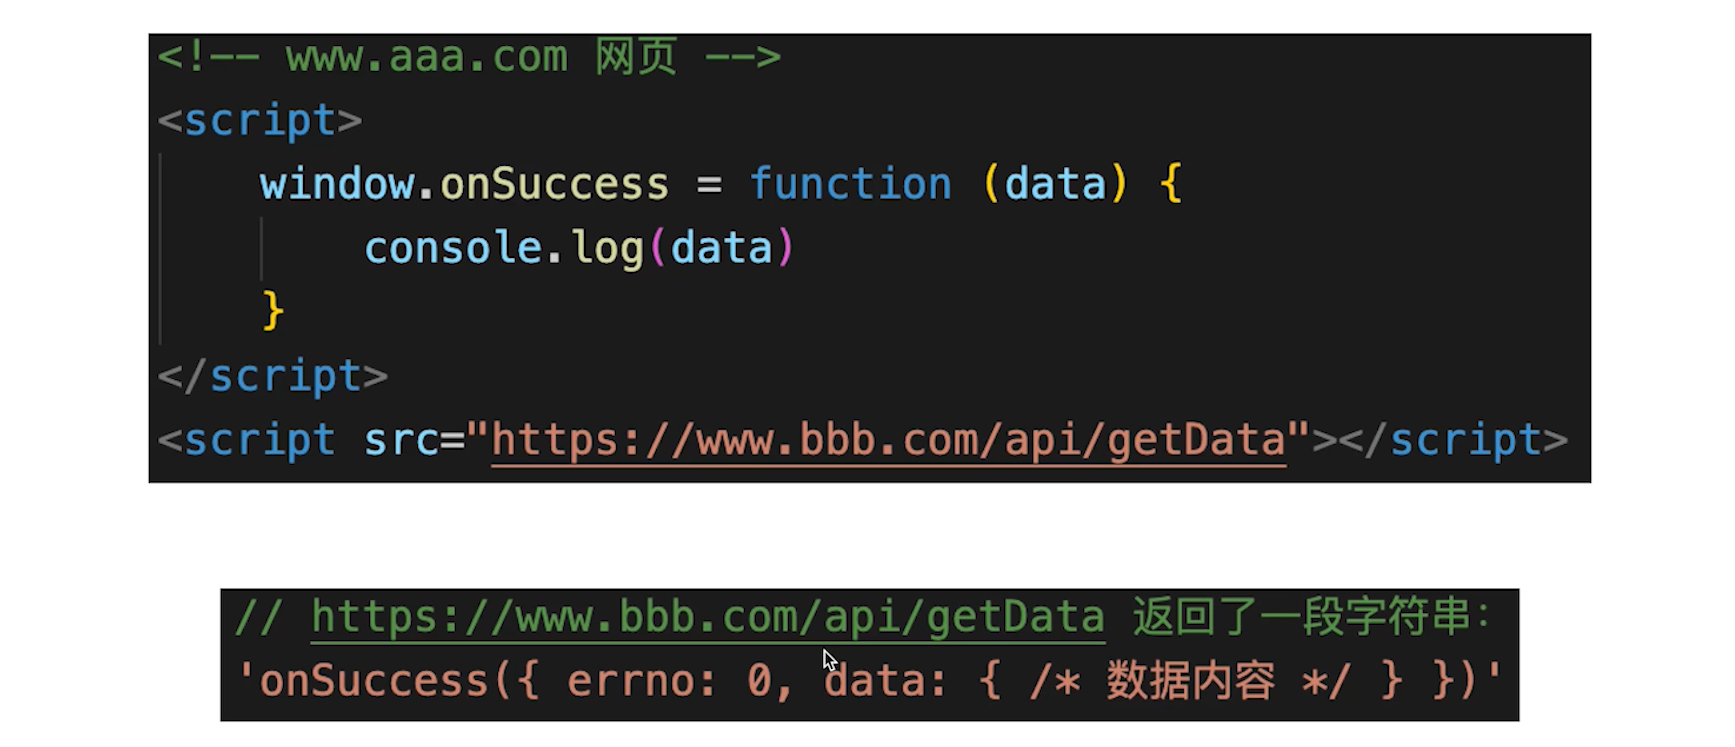 <!-- www.aaa.com 网页 -->
<script>
    window.onSuccess = function (data) {
        console.log(data)
    }
</script>
<script src="https://www.bbb.com/api/getData"></script>
// https://www.bbb.com/api/getData 返回了一段字符串：
'onSuccess({ errno: 0, data: { /* 数据内容 */ } })'